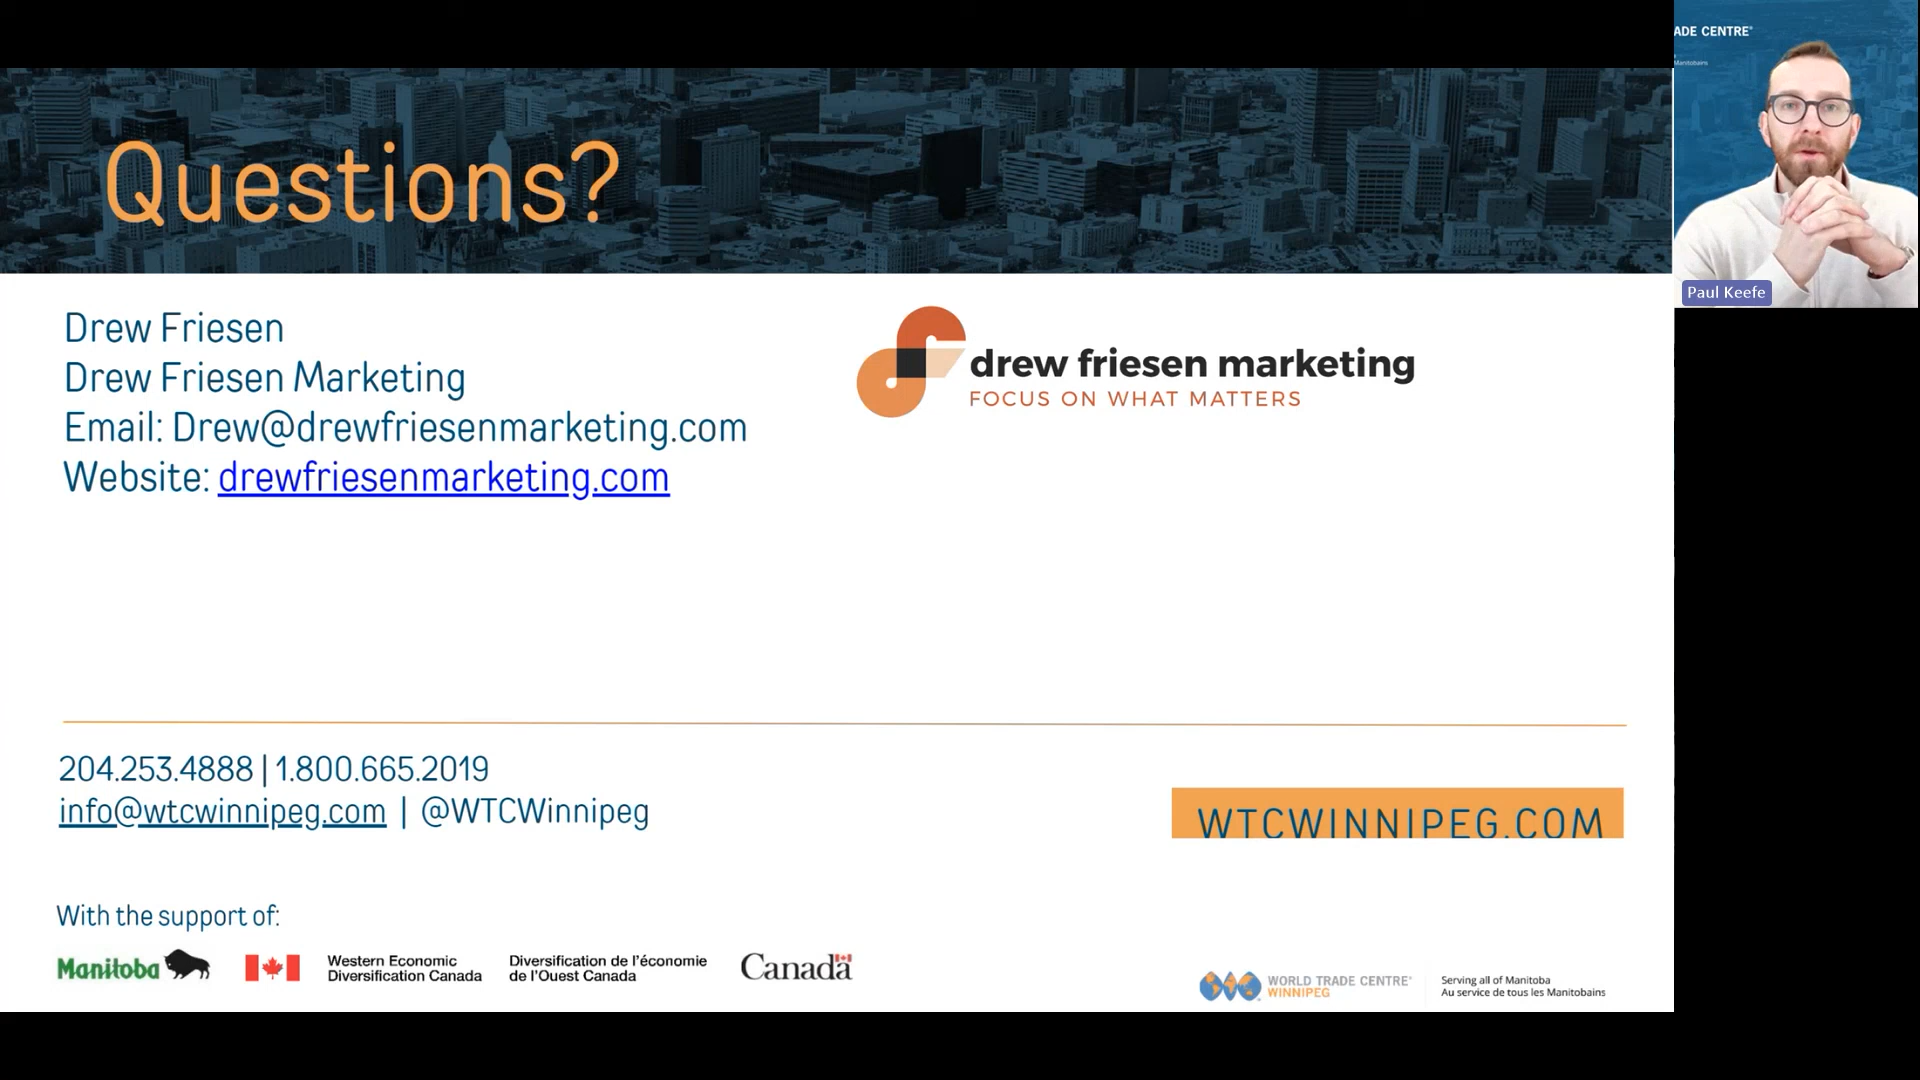 Questions?
Drew Friesen
Drew Friesen Marketing
Email: Drew@drewfriesenmarketing.com
Website: drewfriesenmarketing.com
drew friesen marketing
FOCUS ON WHAT MATTERS
204.253.4888 | 1.800.665.2019
info@wtcwinnipeg.com | @WTCWinnipeg
WTCWINNIPEG.COM
With the support of:
Manitoba
Western Economic
Diversification Canada
Diversification de l'économie
de l'Ouest Canada
Canada
WORLD TRADE CENTRE®
WINNIPEG
Serving all of Manitoba
Au service de tous les Manitobains
ADE CENTRE®
Manitobains
Paul Keefe